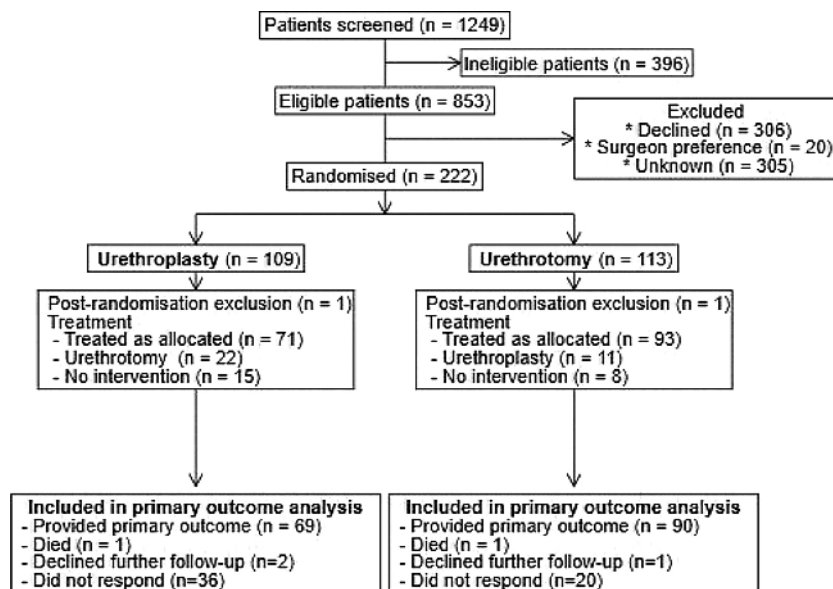 Patients screened (n = 1249)
Ineligible patients (n = 396)
Eligible patients (n = 853)
Excluded
* Declined (n = 306)
* Surgeon preference (n = 20)
* Unknown (n = 305)
Randomised (n = 222)
Urethroplasty (n = 109)
Urethrotomy (n = 113)
Post-randomisation exclusion (n = 1)
Treatment
- Treated as allocated (n = 71)
- Urethrotomy (n = 22)
- No intervention (n = 15)
Post-randomisation exclusion (n = 1)
Treatment
- Treated as allocated (n = 93)
- Urethroplasty (n = 11)
- No intervention (n = 8)
Included in primary outcome analysis
- Provided primary outcome (n = 69)
- Died (n = 1)
- Declined further follow-up (n=2)
- Did not respond (n=36)
Included in primary outcome analysis
- Provided primary outcome (n = 90)
- Died (n = 1)
- Declined further follow-up (n=1)
- Did not respond (n=20)